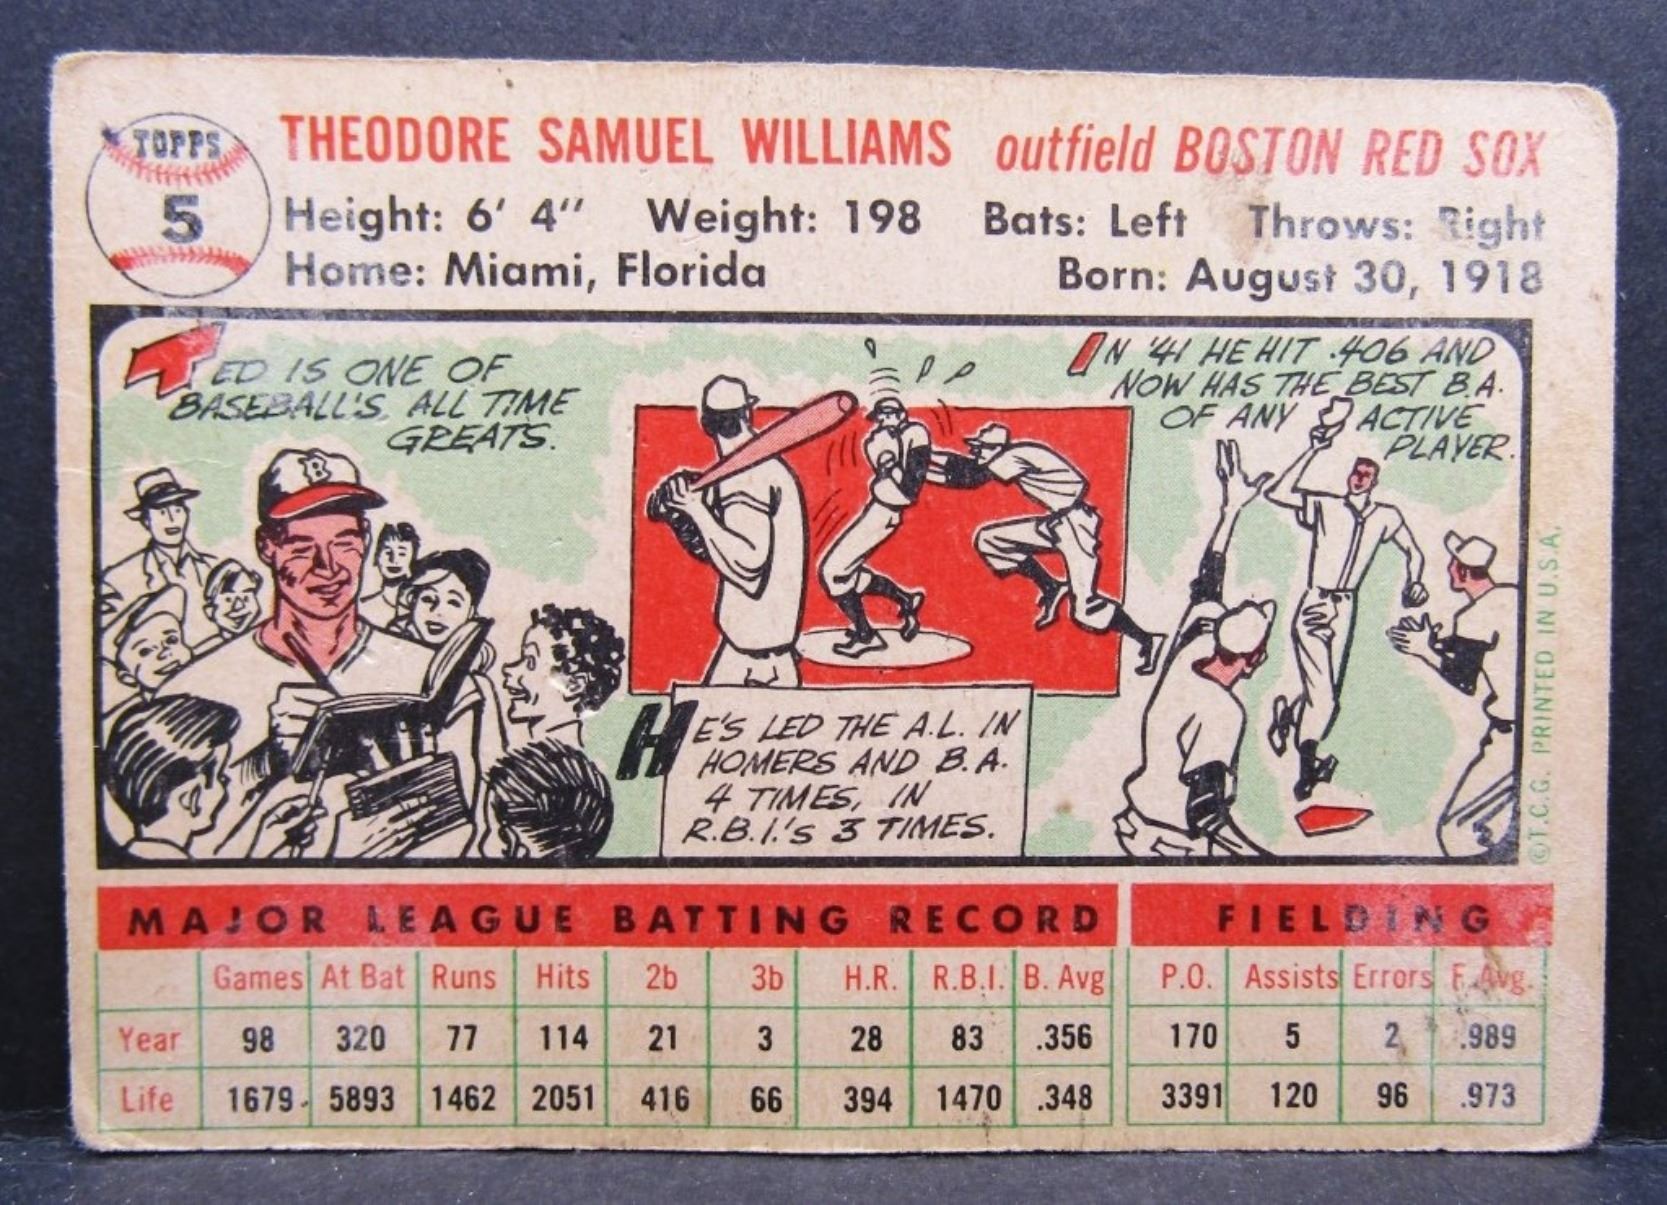 TOPPS
5
THEODORE SAMUEL WILLIAMS outfield BOSTON RED SOX
Height: 6' 4" Weight: 198 Bats: Left Throws: Right
Home: Miami, Florida Born: August 30, 1918
TED IS ONE OF
BASEBALL'S ALL TIME
GREATS.
B
HE'S LED THE A.L. IN
HOMERS AND B.A.
4 TIMES, IN
R.B.I.'S 3 TIMES.
IN '41 HE HIT .406 AND
NOW HAS THE BEST B.A.
OF ANY ACTIVE
PLAYER.
©T.C.G. PRINTED IN U.S.A.
MAJOR LEAGUE BATTING RECORD FIELDING
Games At Bat Runs Hits 2b 3b H.R. R.B.I. B. Avg P.O. Assists Errors F. Avg.
Year 98 320 77 114 21 3 28 83 .356 170 5 2 .989
Life 1679 5893 1462 2051 416 66 394 1470 .348 3391 120 96 .973